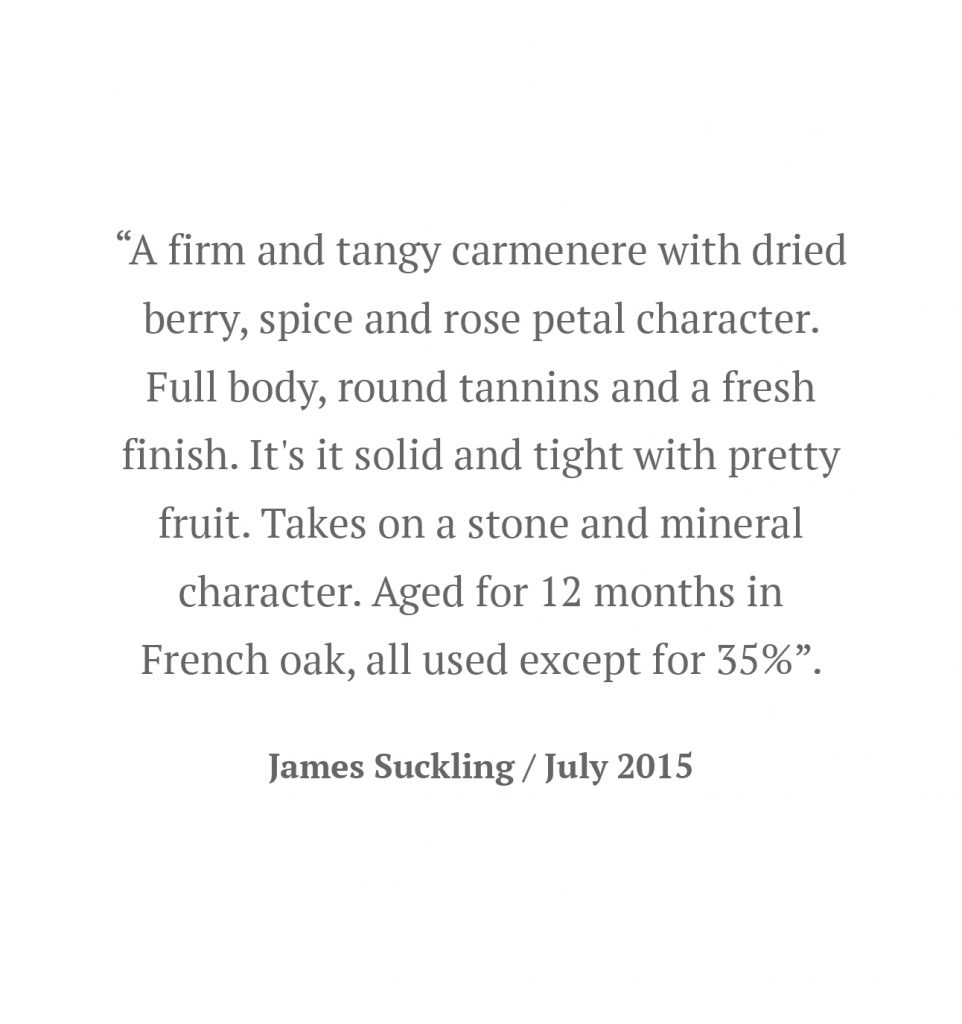 “A firm and tangy carmenere with dried
berry, spice and rose petal character.
Full body, round tannins and a fresh
finish. It's it solid and tight with pretty
fruit. Takes on a stone and mineral
character. Aged for 12 months in
French oak, all used except for 35%”.
James Suckling / July 2015